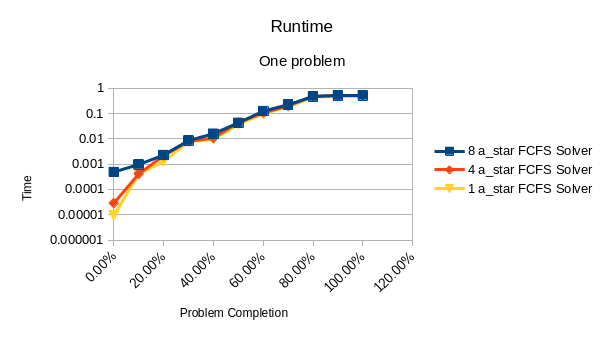 Runtime
One problem
1
0.1
0.01
0.001
0.0001
0.00001
0.000001
Time
0.00%
20.00%
40.00%
60.00%
80.00%
100.00%
120.00%
Problem Completion
8 a_star FCFS Solver
4 a_star FCFS Solver
1 a_star FCFS Solver